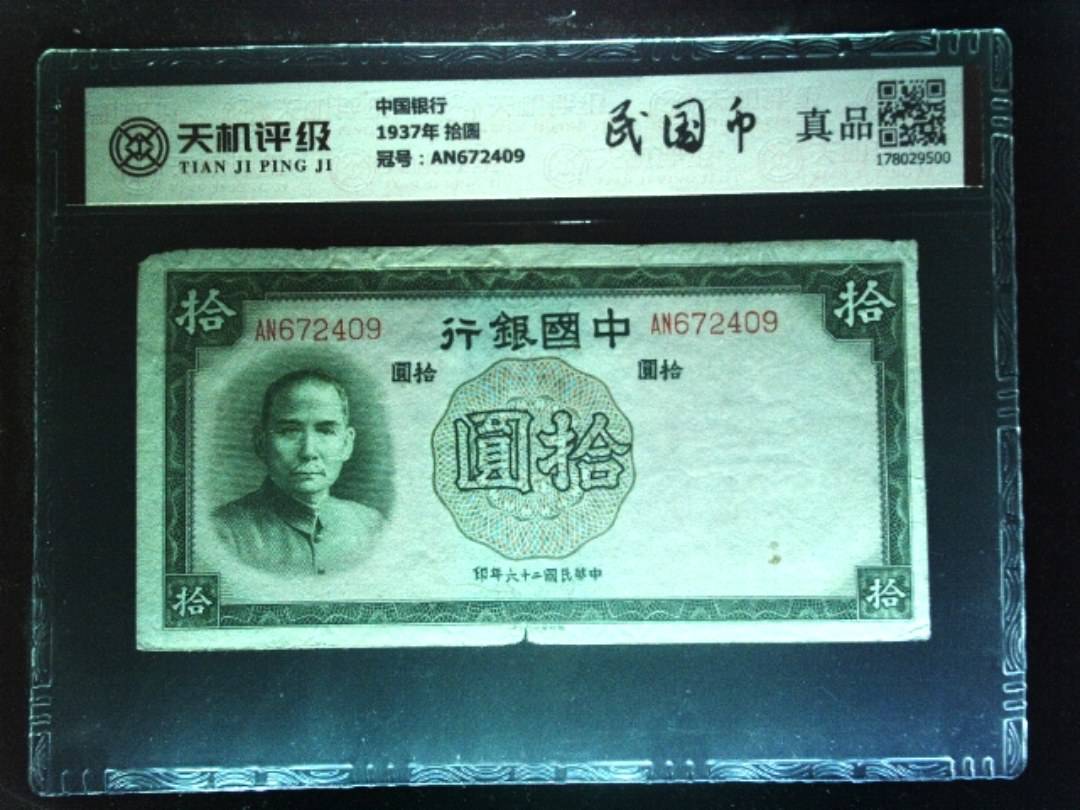 天机评级
TIAN JI PING JI
中国银行
1937年 拾圆
冠号：AN672409
民国币
真品
178029500
拾
拾
AN672409
中國銀行
AN672409
拾圓
拾圓
拾圓
中華民國二十六年印
拾
拾